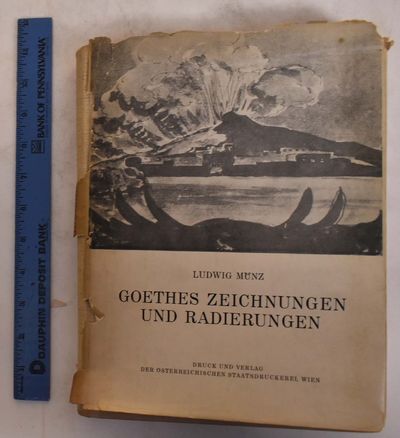 BANK OF PENNSYLVANIA
DAUPHIN DEPOSIT BANK
LUDWIG MÜNZ
GOETHES ZEICHNUNGEN
UND RADIERUNGEN
DRUCK UND VERLAG
DER ÖSTERREICHISCHEN STAATSDRUCKEREI, WIEN